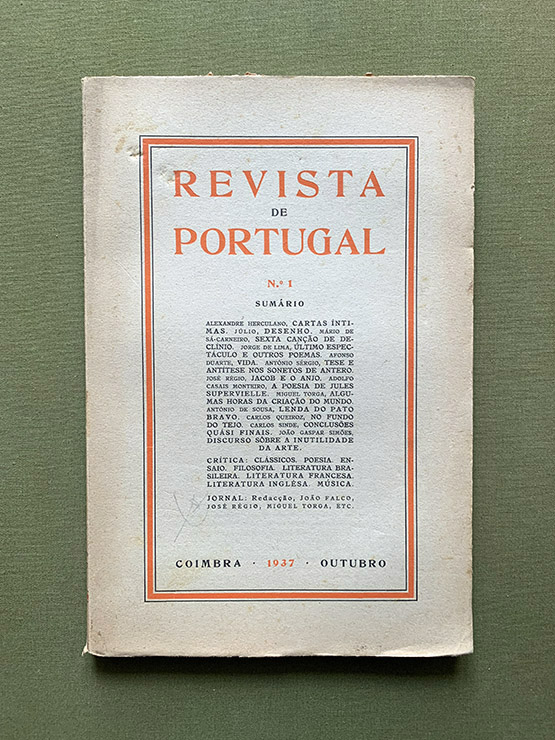 REVISTA
DE
PORTUGAL
N.º 1
SUMÁRIO
ALEXANDRE HERCULANO, CARTAS ÍNTI-
MAS. JÚLIO, DESENHO. MÁRIO DE
SÁ-CARNEIRO, SEXTA CANÇÃO DE DE-
CLÍNIO. JORGE DE LIMA, ÚLTIMO ESPEC-
TÁCULO E OUTROS POEMAS. AFONSO
DUARTE, VIDA. ANTÓNIO SÉRGIO, TESE E
ANTÍTESE NOS SONETOS DE ANTERO.
JOSÉ RÉGIO, JACOB E O ANJO. ADOLFO
CASAIS MONTEIRO, A POESIA DE JULES
SUPERVIELLE. MIGUEL TORGA, ALGU-
MAS HORAS DA CRIAÇÃO DO MUNDO.
ANTÓNIO DE SOUSA, LENDA DO PATO
BRAVO. CARLOS QUEIROZ, NO FUNDO
DO TEJO. CARLOS SINDE, CONCLUSÕES
QUÁSI FINAIS. JOÃO GASPAR SIMÕES,
DISCURSO SÔBRE A INUTILIDADE
DA ARTE.
CRÍTICA: CLÁSSICOS. POESIA. EN-
SAIO. FILOSOFIA. LITERATURA BRA-
SILEIRA. LITERATURA FRANCESA.
LITERATURA INGLÊSA. MÚSICA.
JORNAL: Redacção, JOÃO FALCO,
JOSÉ RÉGIO, MIGUEL TORGA, ETC.
COIMBRA · 1937 · OUTUBRO